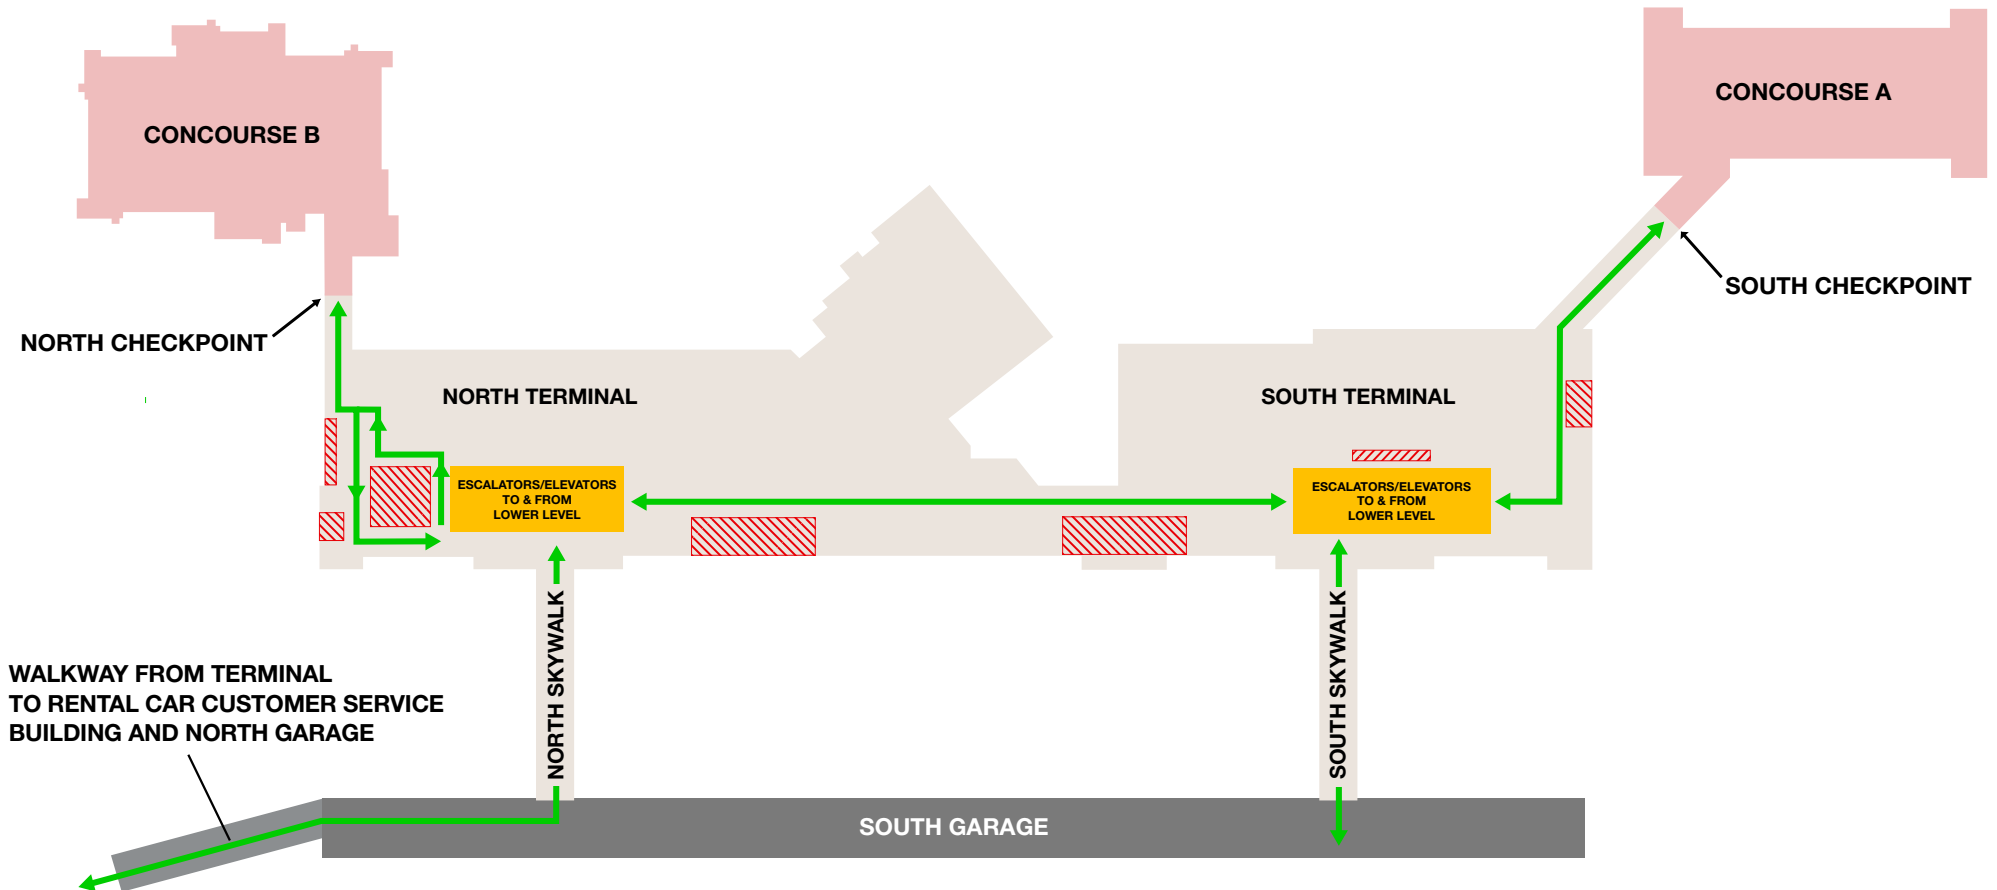 CONCOURSE B
CONCOURSE A
SOUTH CHECKPOINT
NORTH CHECKPOINT
NORTH TERMINAL
SOUTH TERMINAL
ESCALATORS/ELEVATORS
TO & FROM
LOWER LEVEL
ESCALATORS/ELEVATORS
TO & FROM
LOWER LEVEL
NORTH SKYWALK
SOUTH SKYWALK
WALKWAY FROM TERMINAL
TO RENTAL CAR CUSTOMER SERVICE
BUILDING AND NORTH GARAGE
SOUTH GARAGE